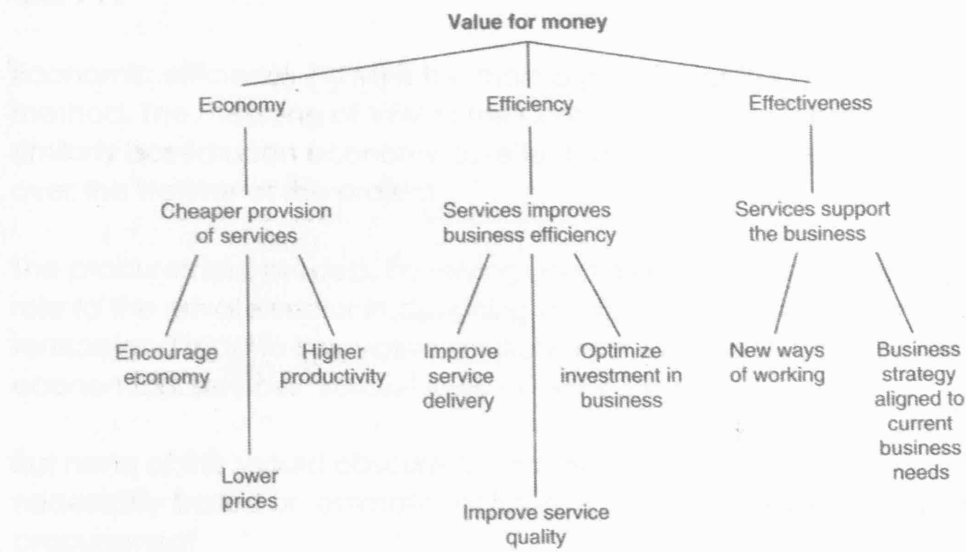 Value for money
Economy
Efficiency
Effectiveness
Cheaper provision
of services
Services improves
business efficiency
Services support
the business
Encourage
economy
Higher
productivity
Improve
service
delivery
Optimize
investment in
business
New ways
of working
Business
strategy
aligned to
current
business
needs
Lower
prices
Improve service
quality